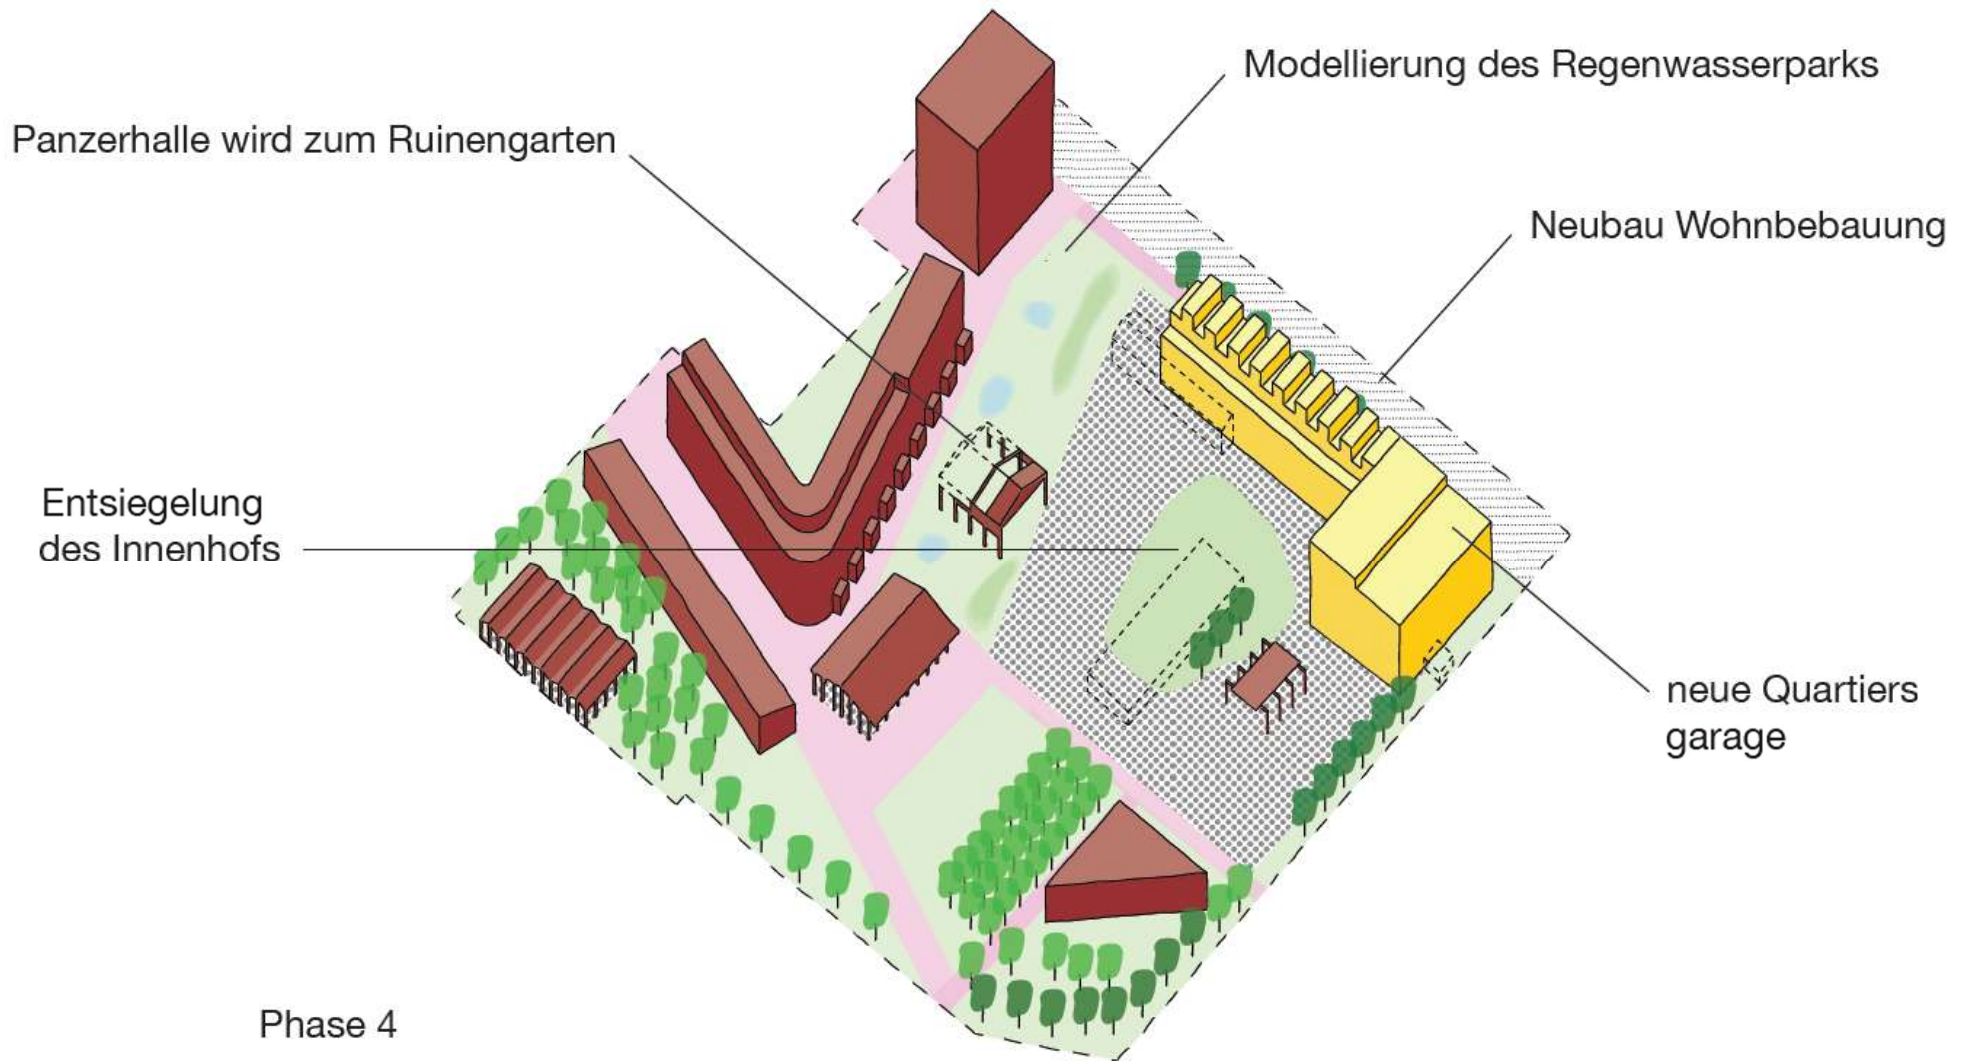 Modellierung des Regenwasserparks
Panzerhalle wird zum Ruinengarten
Neubau Wohnbebauung
Entsiegelung
des Innenhofs
neue Quartiers
garage
Phase 4